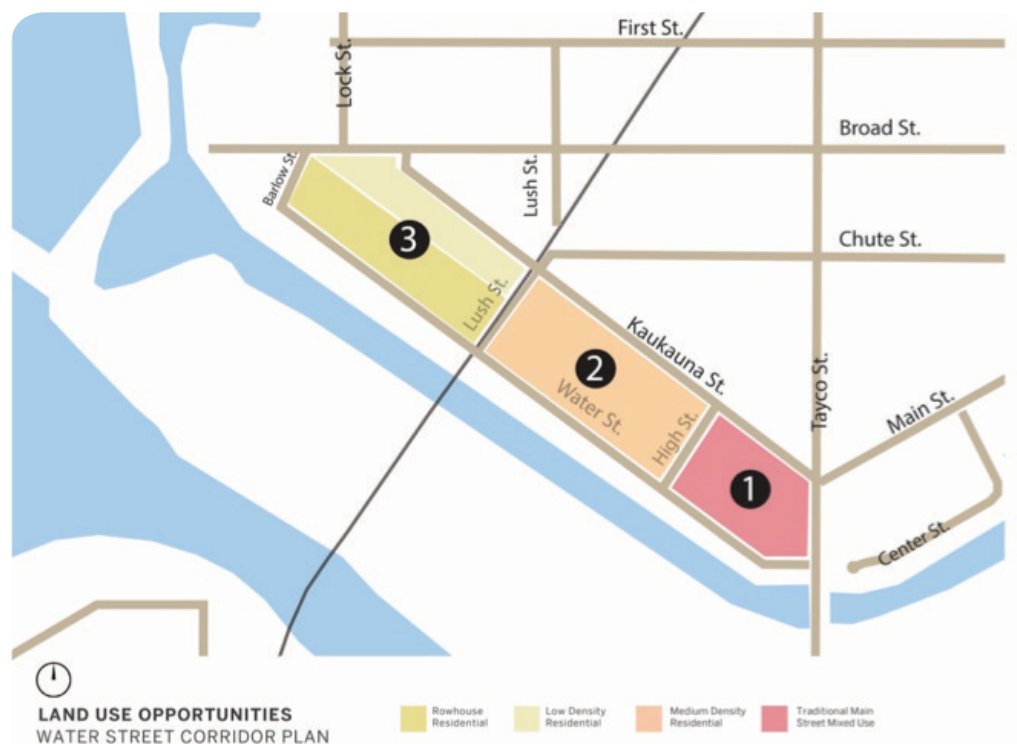 First St.
Lock St.
Broad St.
Barlow St.
Lush St.
Chute St.
3
Lush St.
Kaukauna St.
2
Water St.
High St.
Tayco St.
Main St.
1
Center St.
LAND USE OPPORTUNITIES
WATER STREET CORRIDOR PLAN
Rowhouse
Residential
Low Density
Residential
Medium Density
Residential
Traditional Main
Street Mixed Use